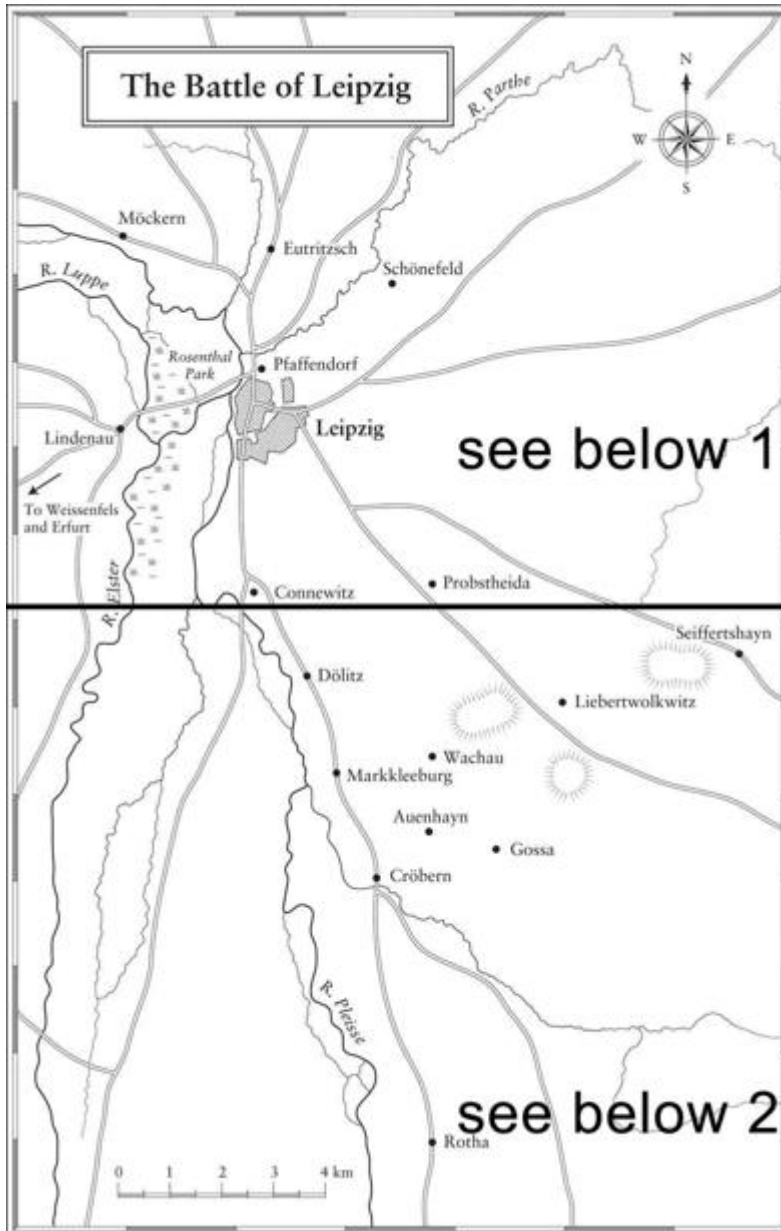 The Battle of Leipzig
R. Parthe
N
W
E
S
Möckern
Eutritzsch
R. Luppe
Schönefeld
Rosenthal
Park
Pfaffendorf
Lindenau
Leipzig
see below 1
To Weissenfels
and Erfurt
R. Elster
Connewitz
Probstheida
Seiffertshayn
Dölitz
Liebertwolkwitz
Wachau
Markkleeburg
Auenhayn
Gossa
Cröbern
R. Pleisse
see below 2
Rotha
0 1 2 3 4 km